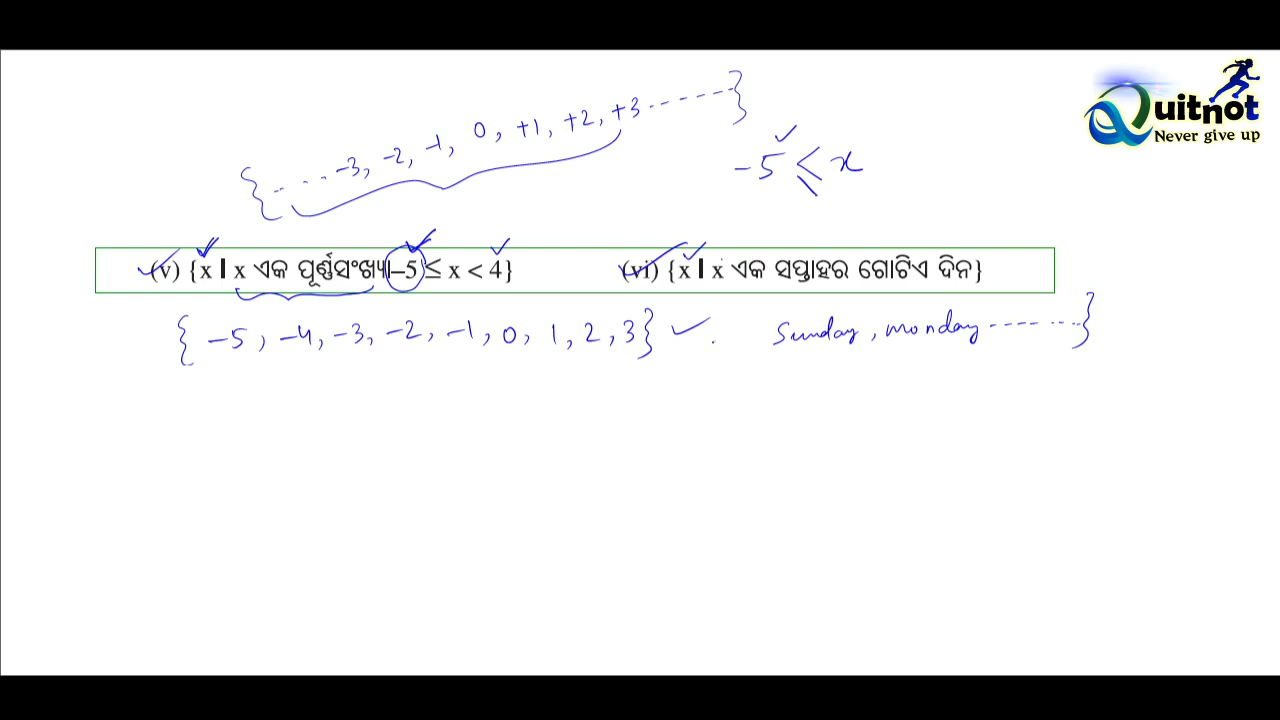 Quitnot
Never give up
{ ..... -3, -2, -1, 0, +1, +2, +3 ------- }
-5 ≤ x
(v) {x | x ଏକ ପୂର୍ଣ୍ଣସଂଖ୍ୟା –5 ≤ x < 4} (vi) {x | x ଏକ ସପ୍ତାହର ଗୋଟିଏ ଦିନ}
{ -5, -4, -3, -2, -1, 0, 1, 2, 3 } Sunday, monday ------- }